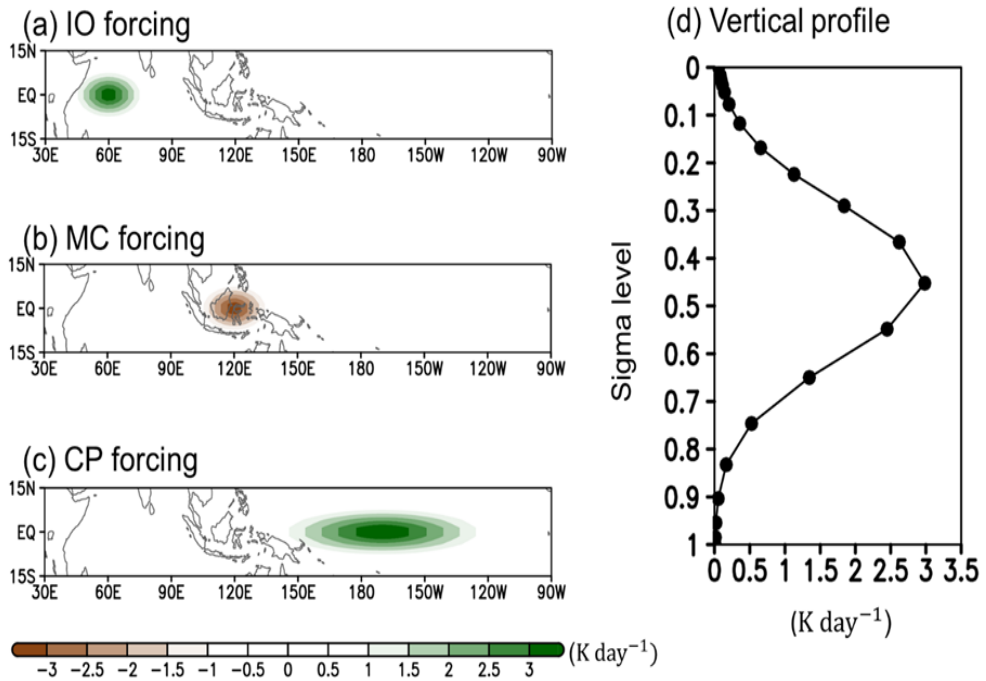 (a) IO forcing
15N
EQ
15S
30E 60E 90E 120E 150E 180 150W 120W 90W
(b) MC forcing
15N
EQ
15S
30E 60E 90E 120E 150E 180 150W 120W 90W
(c) CP forcing
15N
EQ
15S
30E 60E 90E 120E 150E 180 150W 120W 90W
−3 −2.5 −2 −1.5 −1 −0.5 0 0.5 1 1.5 2 2.5 3
(K day⁻¹)
(d) Vertical profile
Sigma level
0
0.1
0.2
0.3
0.4
0.5
0.6
0.7
0.8
0.9
1
0 0.5 1 1.5 2 2.5 3 3.5
(K day⁻¹)